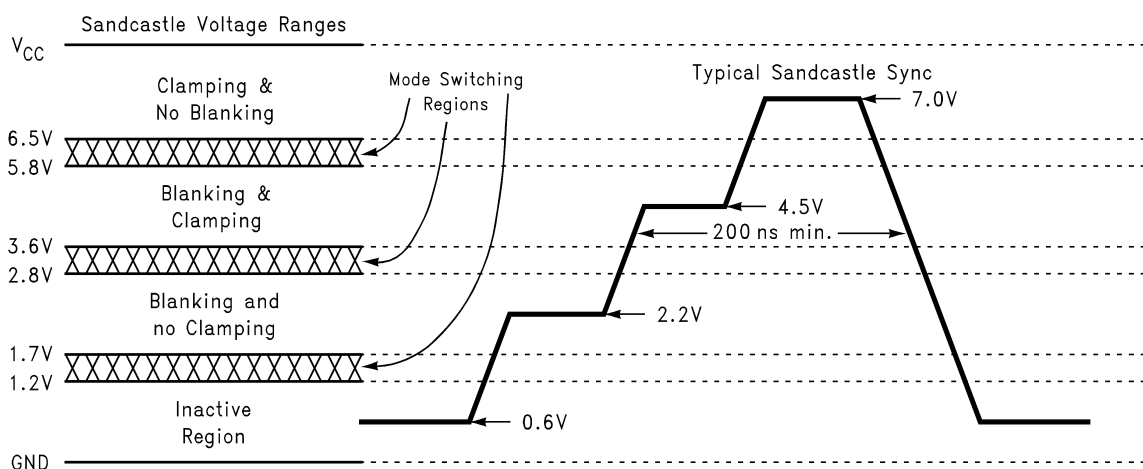 Sandcastle Voltage Ranges
VCC
Clamping &
No Blanking
Mode Switching
Regions
Typical Sandcastle Sync
7.0V
6.5V
5.8V
Blanking &
Clamping
4.5V
200 ns min.
3.6V
2.8V
Blanking and
no Clamping
2.2V
1.7V
1.2V
Inactive
Region
0.6V
GND